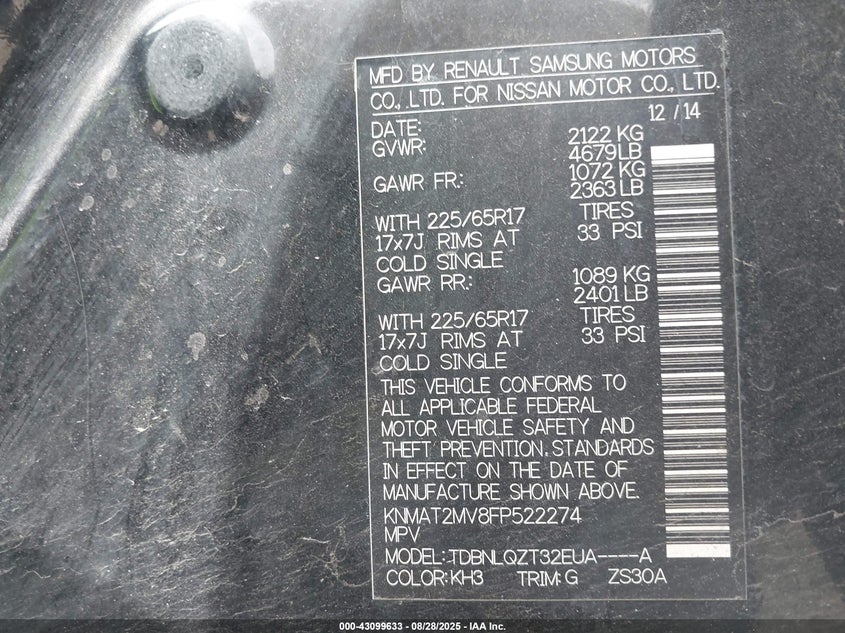 MFD BY RENAULT SAMSUNG MOTORS
CO., LTD. FOR NISSAN MOTOR CO., LTD.
12 / 14
DATE:
GVWR: 2122 KG
4679 LB
GAWR FR.: 1072 KG
2363 LB
WITH 225/65R17 TIRES
17x7J RIMS AT 33 PSI
COLD SINGLE
GAWR RR.: 1089 KG
2401 LB
WITH 225/65R17 TIRES
17x7J RIMS AT 33 PSI
COLD SINGLE
THIS VEHICLE CONFORMS TO
ALL APPLICABLE FEDERAL
MOTOR VEHICLE SAFETY AND
THEFT PREVENTION. STANDARDS
IN EFFECT ON THE DATE OF
MANUFACTURE SHOWN ABOVE.
KNMAT2MV8FP522274
MPV
MODEL: TDBNLQZT32EUA----A
COLOR: KH3 TRIM: G ZS30A
000-43099633 / 08/28/2025 - IAA Inc.